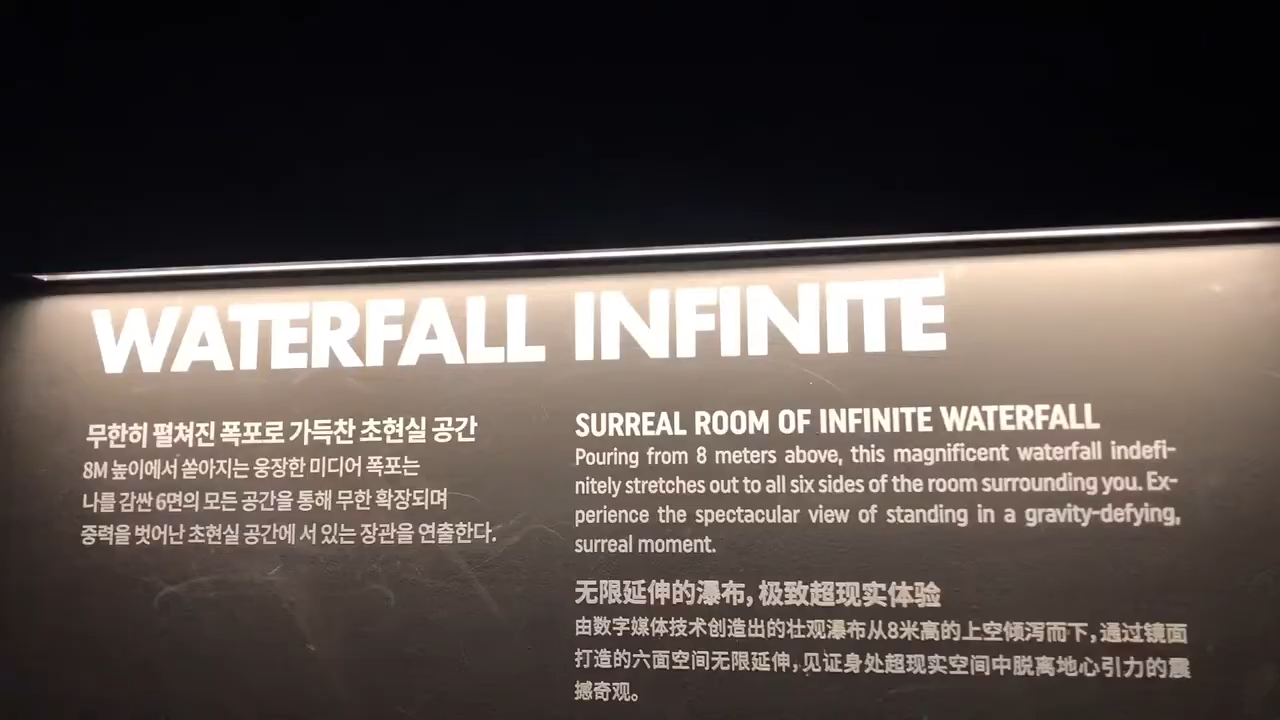 WATERFALL INFINITE
무한히 펼쳐진 폭포로 가득찬 초현실 공간
8M 높이에서 쏟아지는 웅장한 미디어 폭포는
나를 감싼 6면의 모든 공간을 통해 무한 확장되며
중력을 벗어난 초현실 공간에 서 있는 장관을 연출한다.
SURREAL ROOM OF INFINITE WATERFALL
Pouring from 8 meters above, this magnificent waterfall indefi-
nitely stretches out to all six sides of the room surrounding you. Ex-
perience the spectacular view of standing in a gravity-defying,
surreal moment.
无限延伸的瀑布，极致超现实体验
由数字媒体技术创造出的壮观瀑布从8米高的上空倾泻而下，通过镜面
打造的六面空间无限延伸，见证身处超现实空间中脱离地心引力的震
撼奇观。